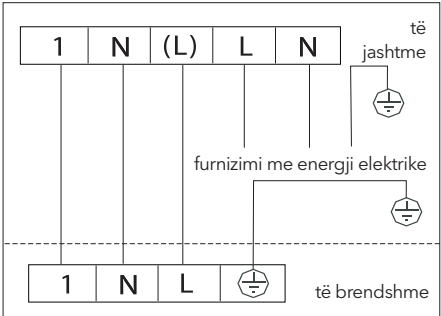 1 N (L) L N
të
jashtme
furnizimi me energji elektrike
1 N L
të brendshme